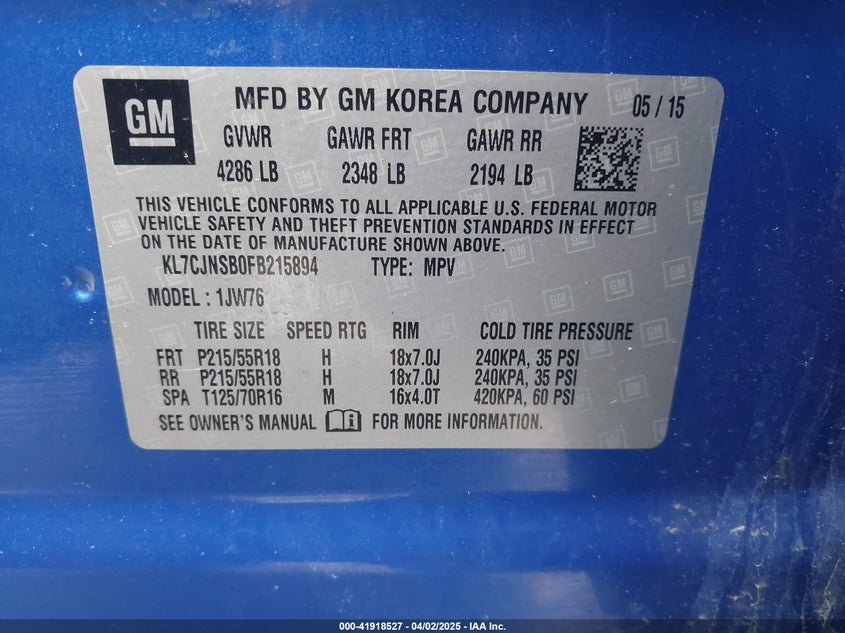 GM MFD BY GM KOREA COMPANY 05 / 15
GVWR GAWR FRT GAWR RR
4286 LB 2348 LB 2194 LB
THIS VEHICLE CONFORMS TO ALL APPLICABLE U.S. FEDERAL MOTOR
VEHICLE SAFETY AND THEFT PREVENTION STANDARDS IN EFFECT
ON THE DATE OF MANUFACTURE SHOWN ABOVE.
KL7CJNSB0FB215894 TYPE: MPV
MODEL : 1JW76
TIRE SIZE SPEED RTG RIM COLD TIRE PRESSURE
FRT P215/55R18 H 18x7.0J 240KPA, 35 PSI
RR P215/55R18 H 18x7.0J 240KPA, 35 PSI
SPA T125/70R16 M 16x4.0T 420KPA, 60 PSI
SEE OWNER'S MANUAL FOR MORE INFORMATION.
000-41918527 - 04/02/2025 - IAA Inc.